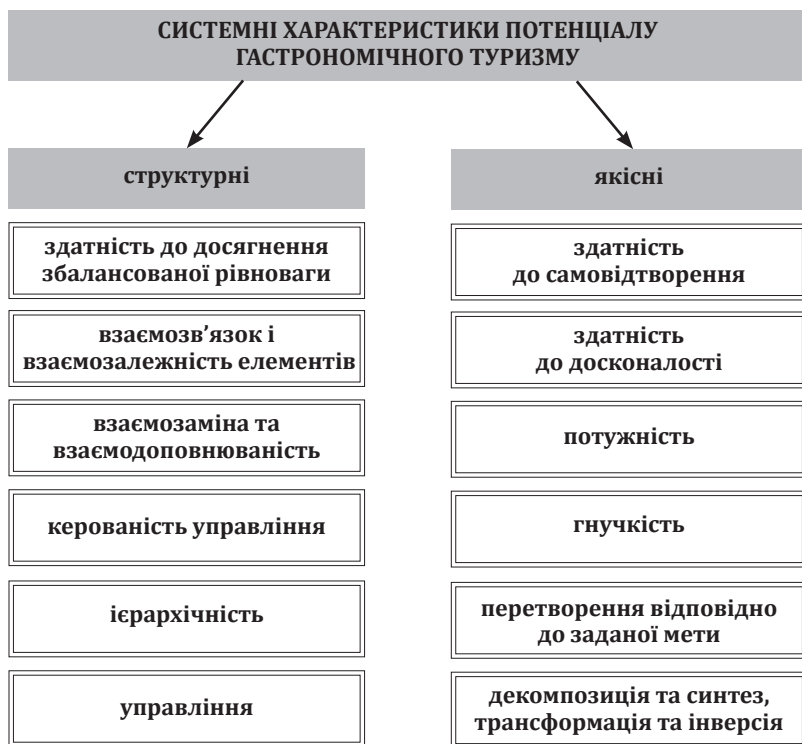 СИСТЕМНІ ХАРАКТЕРИСТИКИ ПОТЕНЦІАЛУ
ГАСТРОНОМІЧНОГО ТУРИЗМУ
структурні
здатність до досягнення
збалансованої рівноваги
взаємозв'язок і
взаємозалежність елементів
взаємозаміна та
взаємодоповнюваність
керованість управління
ієрархічність
управління
якісні
здатність
до самовідтворення
здатність
до досконалості
потужність
гнучкість
перетворення відповідно
до заданої мети
декомпозиція та синтез,
трансформація та інверсія